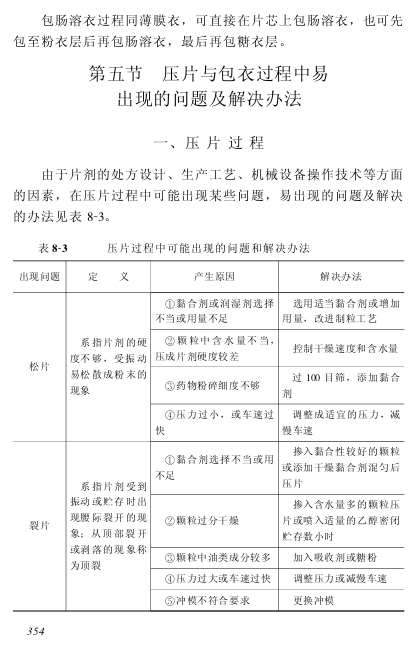 包肠溶衣过程同薄膜衣，可直接在片芯上包肠溶衣，也可先
包至粉衣层后再包肠溶衣，最后再包糖衣层。
第五节　压片与包衣过程中易
出现的问题及解决办法
一、压 片 过 程
由于片剂的处方设计、生产工艺、机械设备操作技术等方面
的因素，在压片过程中可能出现某些问题，易出现的问题及解决
的办法见表 8-3。
表 8-3　压片过程中可能出现的问题和解决办法
出现问题　定　义　产生原因　解决办法
松片
系指片剂的硬
度不够，受振动
易松散成粉末的
现象
①黏合剂或润湿剂选择
不当或用量不足
选用适当黏合剂或增加
用量，改进制粒工艺
②颗粒中含水量不当，
压成片剂硬度较差
控制干燥速度和含水量
③药物粉碎细度不够
过 100 目筛，添加黏合
剂
④压力过小，或车速过
快
调整成适宜的压力，减
慢车速
裂片
系指片剂受到
振动或贮存时出
现腰际裂开的现
象；从顶部裂开
或剥落的现象称
为顶裂
①黏合剂选择不当或用
不足
掺入黏合性较好的颗粒
或添加干燥黏合剂混匀后
压片
②颗粒过分干燥
掺入含水量多的颗粒压
片或喷入适量的乙醇密闭
贮存数小时
③颗粒中油类成分较多
加入吸收剂或糖粉
④压力过大或车速过快
调整压力或减慢车速
⑤冲模不符合要求
更换冲模
354